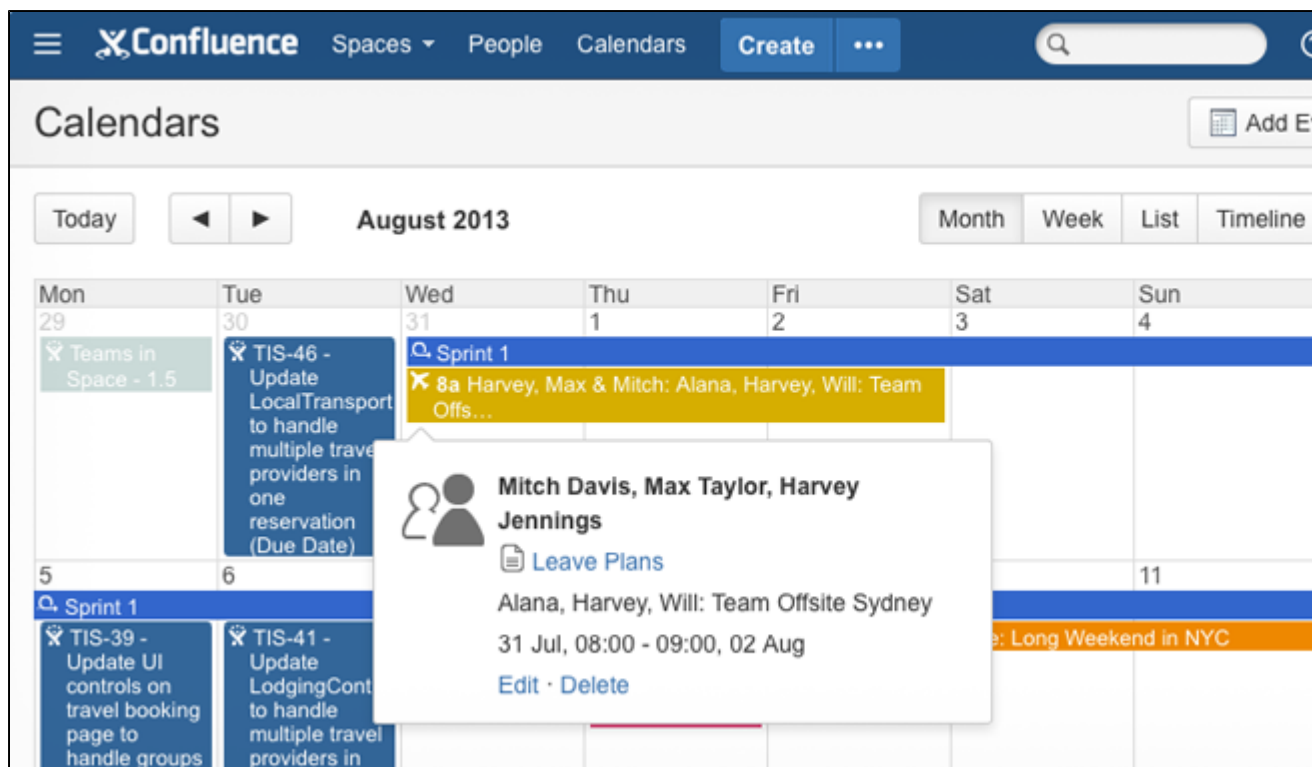 Confluence Spaces People Calendars Create
Calendars
Add E
Today August 2013 Month Week List Timeline
Mon Tue Wed Thu Fri Sat Sun
29 30 31 1 2 3 4
Teams in
Space - 1.5
TIS-46 -
Update
LocalTransport
to handle
multiple trave
providers in
one
reservation
(Due Date)
Sprint 1
8a Harvey, Max & Mitch: Alana, Harvey, Will: Team
Offs...
Mitch Davis, Max Taylor, Harvey
Jennings
Leave Plans
Alana, Harvey, Will: Team Offsite Sydney
31 Jul, 08:00 - 09:00, 02 Aug
Edit · Delete
5 6 11
Sprint 1
TIS-39 -
Update UI
controls on
travel booking
page to
handle groups
TIS-41 -
Update
LodgingCont
to handle
multiple travel
providers in
: Long Weekend in NYC